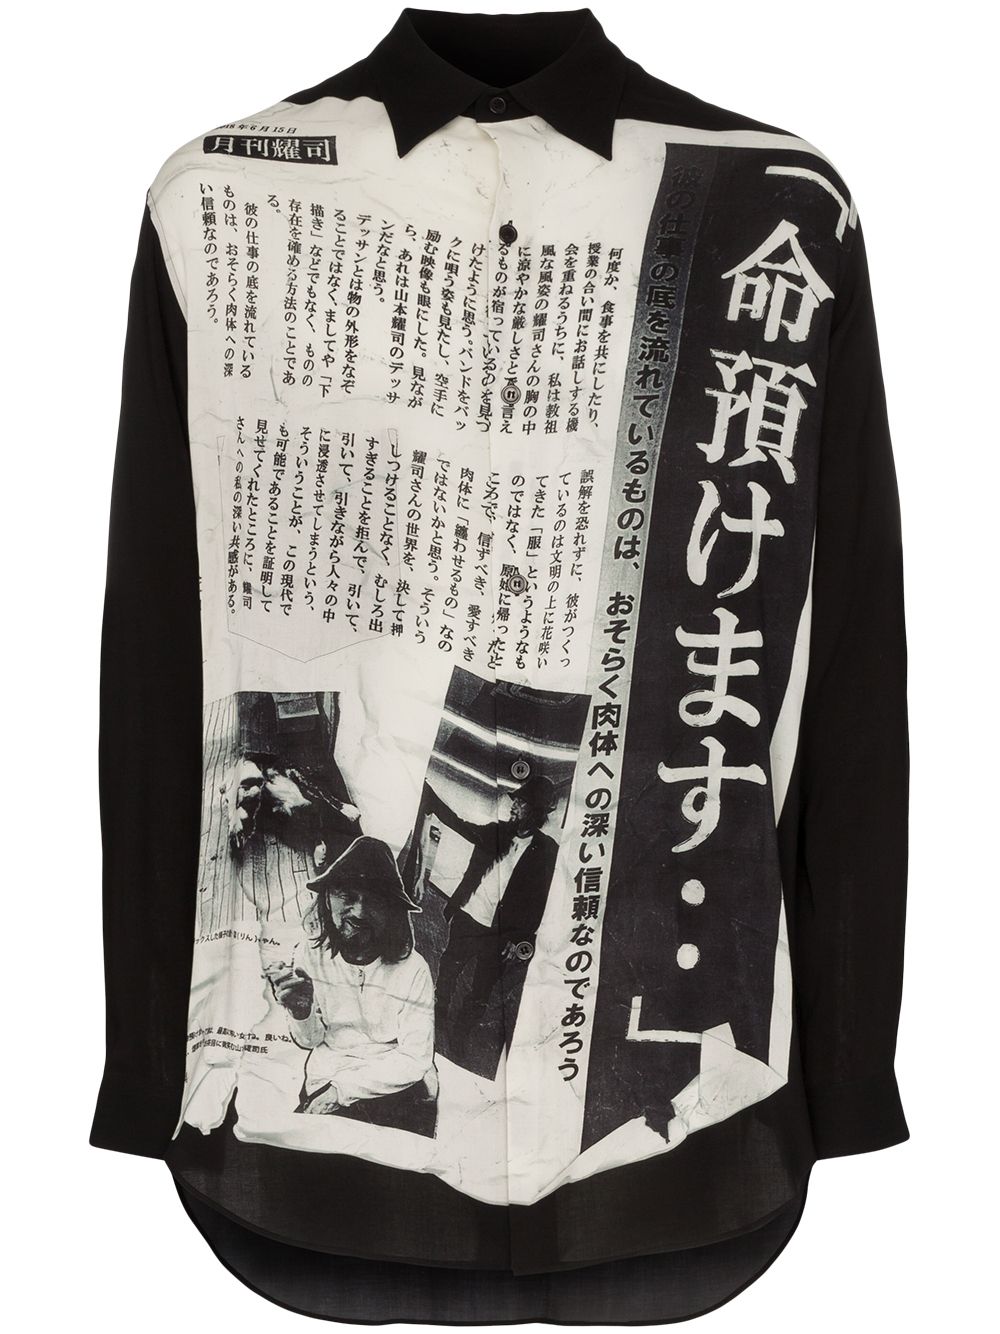 「命預けます・・・」
彼の仕事の底を流れているものは、おそらく肉体への深い信頼なのであろう
年6月15日
月刊耀司
何度か、食事を共にしたり、
授業の合い間にお話しする機
会を重ねるうちに、私は教祖
風な風姿の耀司さんの胸の中
に涼やかな厳しさと言え
るものが宿っているのを見つ
けたように思う。バンドをバッ
クに唄う姿も見たし、空手に
励む映像も眼にした。見なが
ら、あれは山本耀司のデッサ
ンだなと思う。
デッサンとは物の外形をなぞ
ることではなく、ましてや「下
描き」などでもなく、ものの
存在を確める方法のことであ
る。
彼の仕事の底を流れている
ものは、おそらく肉体への深
い信頼なのであろう。
誤解を恐れずに、彼がつくっ
ているのは文明の上に花咲い
てきた「服」というようなも
のではなく、原始に帰ったと
ころで、信ずべき、愛すべき
肉体に「纏わせるもの」なの
ではないかと思う。そういう
耀司さんの世界を、決して押
しつけることなく、むしろ出
すぎることを拒んで、引いて、
引いて、引きながら人々の中
に浸透させてしまうという、
そういうことが、この現代で
も可能であることを証明して
見せてくれたところに、耀司
さんへの私の深い共感がある。
(りん)ちゃん。
良いね。
耀司氏